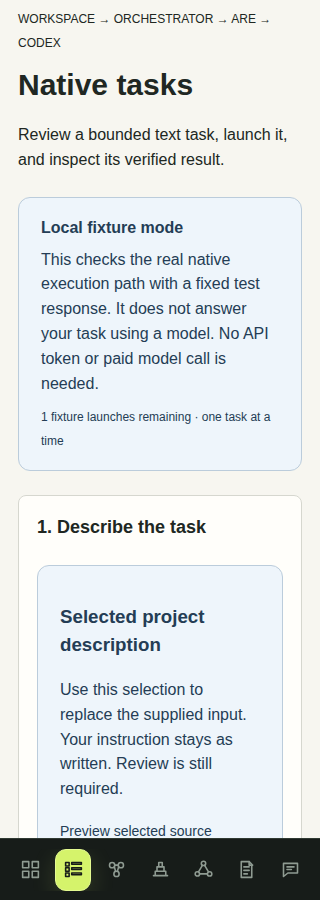 WORKSPACE → ORCHESTRATOR → ARE →
CODEX
Native tasks
Review a bounded text task, launch it,
and inspect its verified result.
Local fixture mode
This checks the real native
execution path with a fixed test
response. It does not answer
your task using a model. No API
token or paid model call is
needed.
1 fixture launches remaining · one task at a
time
1. Describe the task
Selected project
description
Use this selection to
replace the supplied input.
Your instruction stays as
written. Review is still
required.
Preview selected source